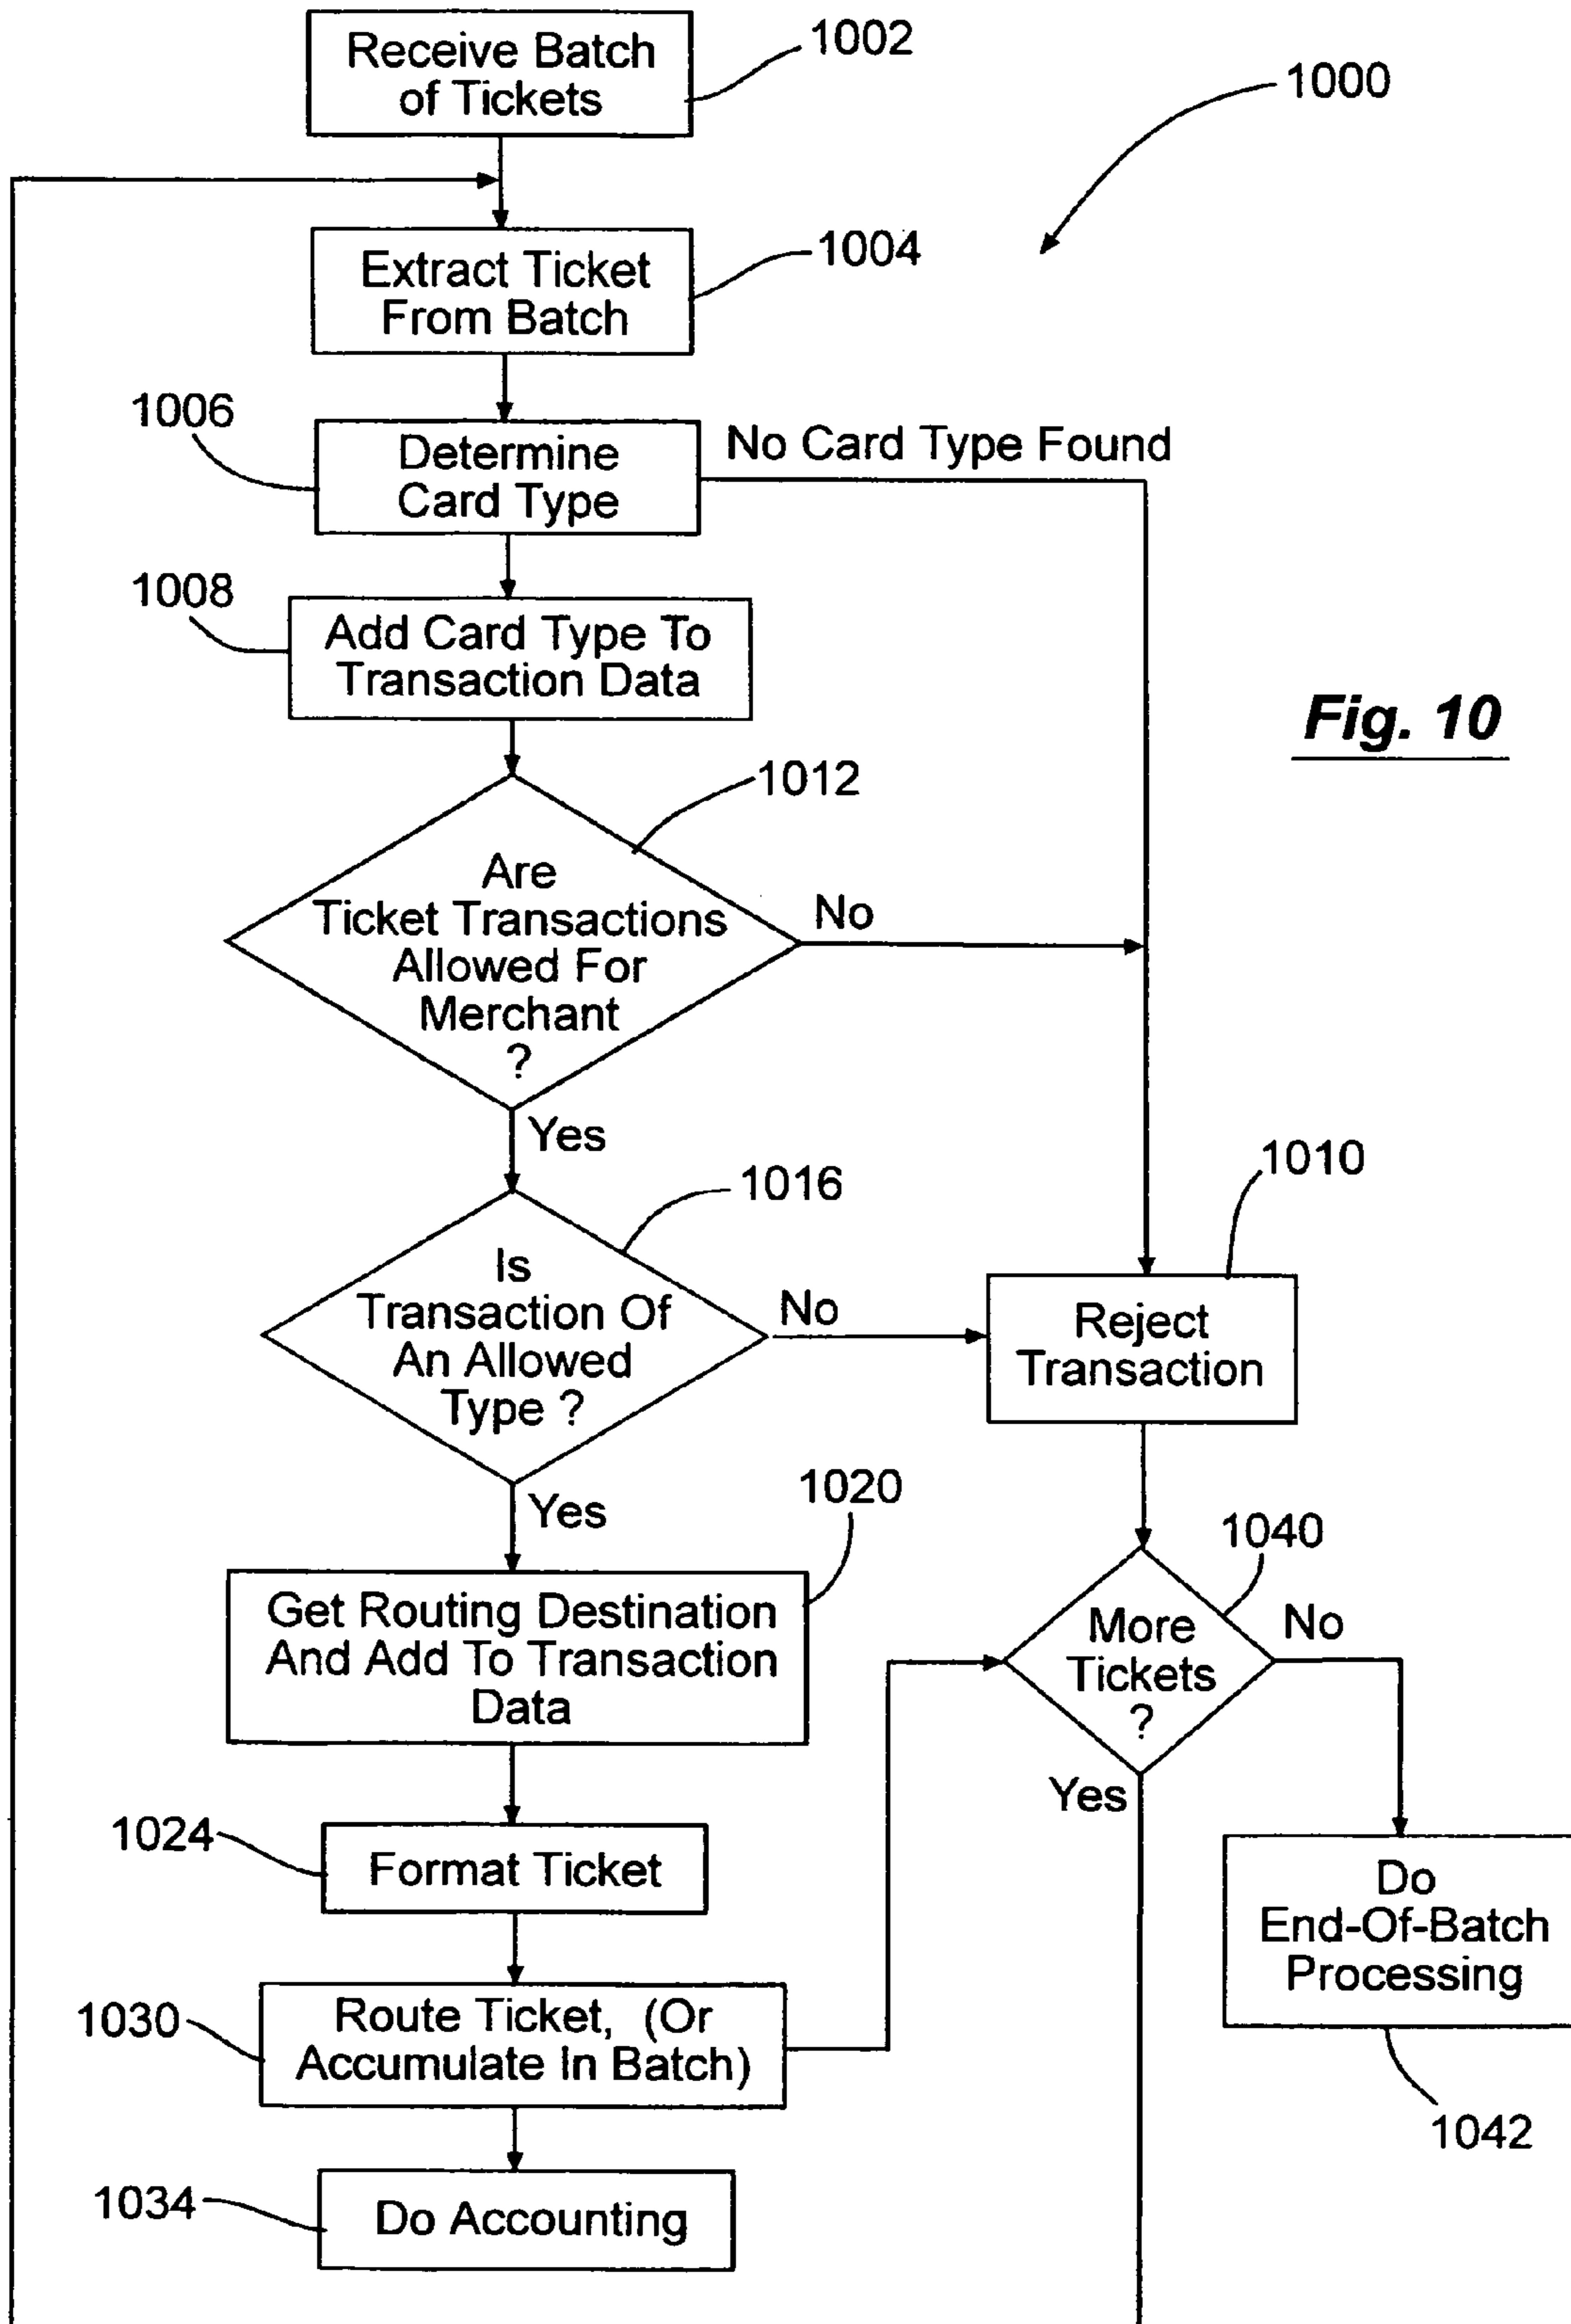 Receive Batch
of Tickets
1002
1000
Extract Ticket
From Batch
1004
1006
Determine
Card Type
No Card Type Found
1008
Add Card Type To
Transaction Data
Fig. 10
1012
Are
Ticket Transactions
Allowed For
Merchant
?
No
Yes
1010
1016
Is
Transaction Of
An Allowed
Type ?
No
Reject
Transaction
Yes
1020
1040
Get Routing Destination
And Add To Transaction
Data
More
Tickets
?
No
Yes
1024
Format Ticket
Do
End-Of-Batch
Processing
1030
Route Ticket, (Or
Accumulate In Batch)
1042
1034
Do Accounting